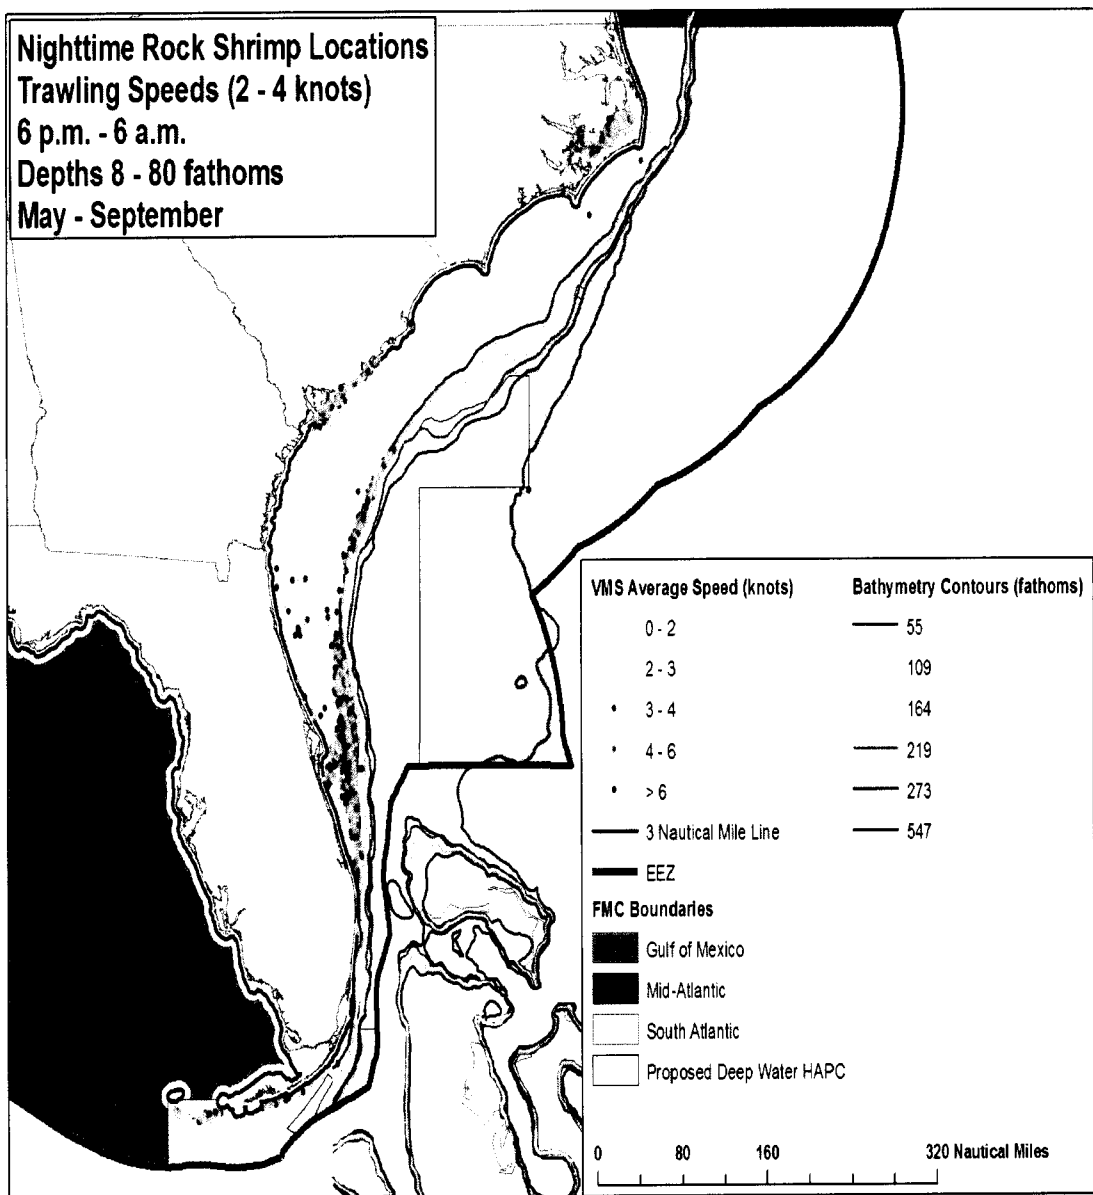 Nighttime Rock Shrimp Locations
Trawling Speeds (2 - 4 knots)
6 p.m. - 6 a.m.
Depths 8 - 80 fathoms
May - September
VMS Average Speed (knots)
0 - 2
2 - 3
3 - 4
4 - 6
> 6
3 Nautical Mile Line
EEZ
FMC Boundaries
Gulf of Mexico
Mid-Atlantic
South Atlantic
Proposed Deep Water HAPC
Bathymetry Contours (fathoms)
55
109
164
219
273
547
0 80 160 320 Nautical Miles